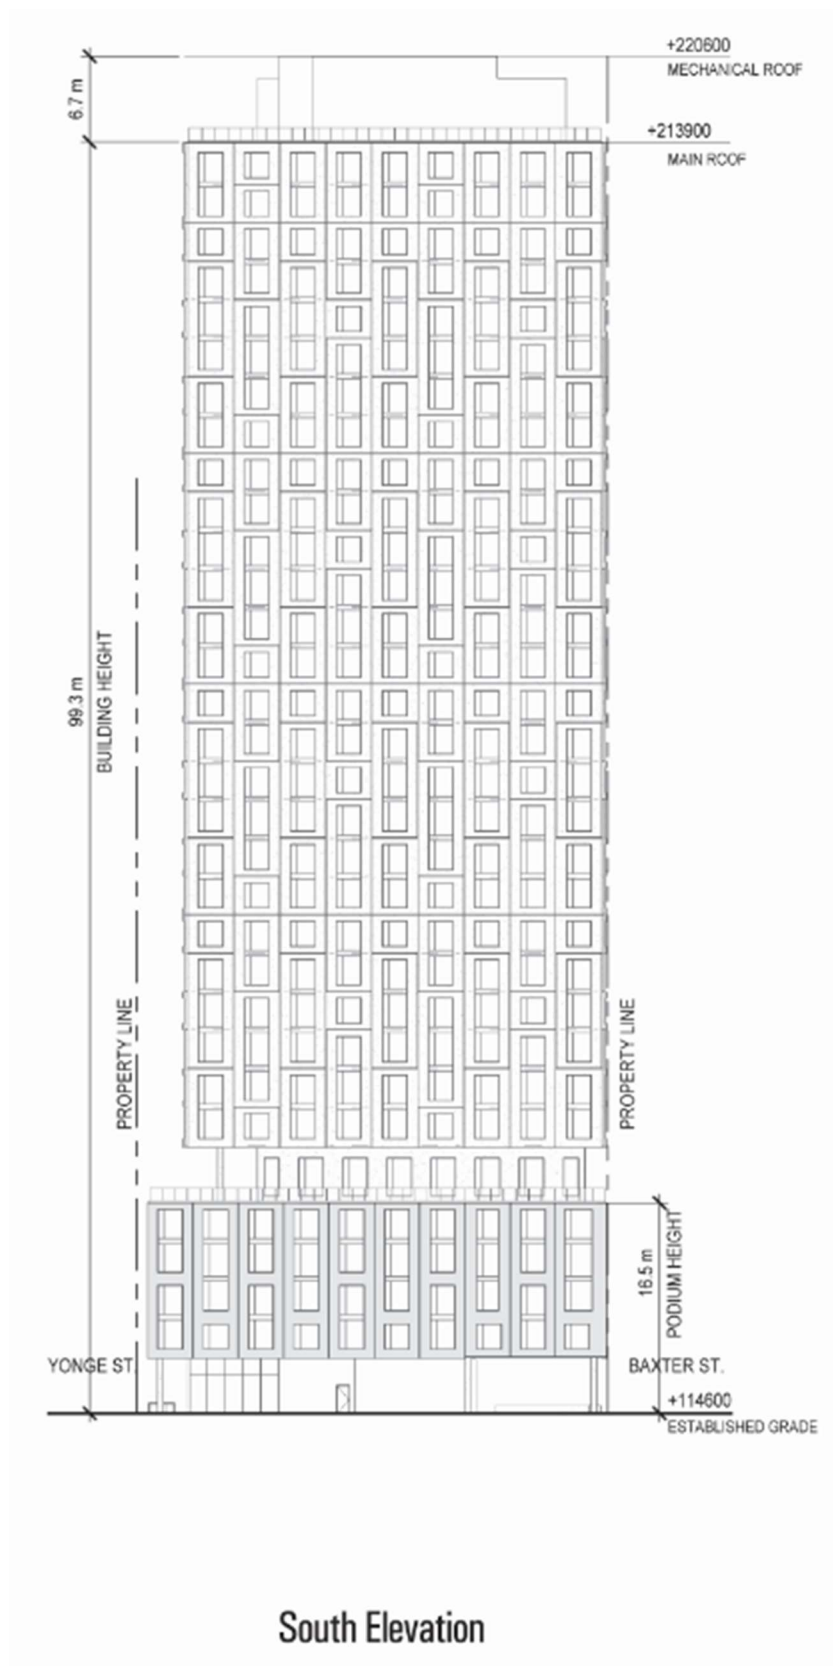 +220600
MECHANICAL ROOF
6.7 m
+213900
MAIN ROOF
99.3 m
BUILDING HEIGHT
PROPERTY LINE
PROPERTY LINE
16.5 m
PODIUM HEIGHT
YONGE ST.
BAXTER ST.
+114600
ESTABLISHED GRADE
South Elevation